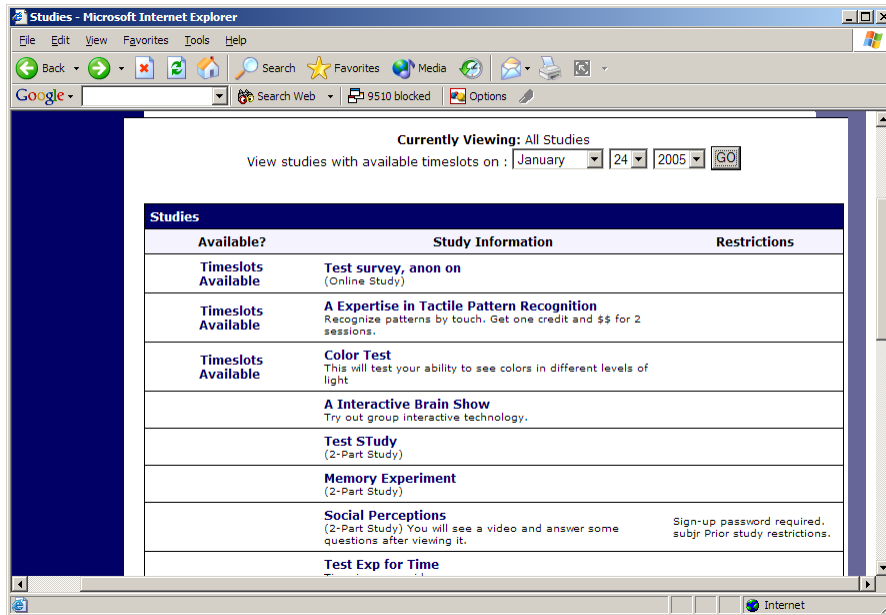 Studies - Microsoft Internet Explorer
File Edit View Favorites Tools Help
Back Search Favorites Media
Google Search Web 9510 blocked Options
Currently Viewing: All Studies
View studies with available timeslots on : January 24 2005 GO
Studies
Available? Study Information Restrictions
Timeslots
Available
Test survey, anon on
(Online Study)
Timeslots
Available
A Expertise in Tactile Pattern Recognition
Recognize patterns by touch. Get one credit and $$ for 2
sessions.
Timeslots
Available
Color Test
This will test your ability to see colors in different levels of
light
A Interactive Brain Show
Try out group interactive technology.
Test STudy
(2-Part Study)
Memory Experiment
(2-Part Study)
Social Perceptions
(2-Part Study) You will see a video and answer some
questions after viewing it.
Sign-up password required.
subjr Prior study restrictions.
Test Exp for Time
Internet